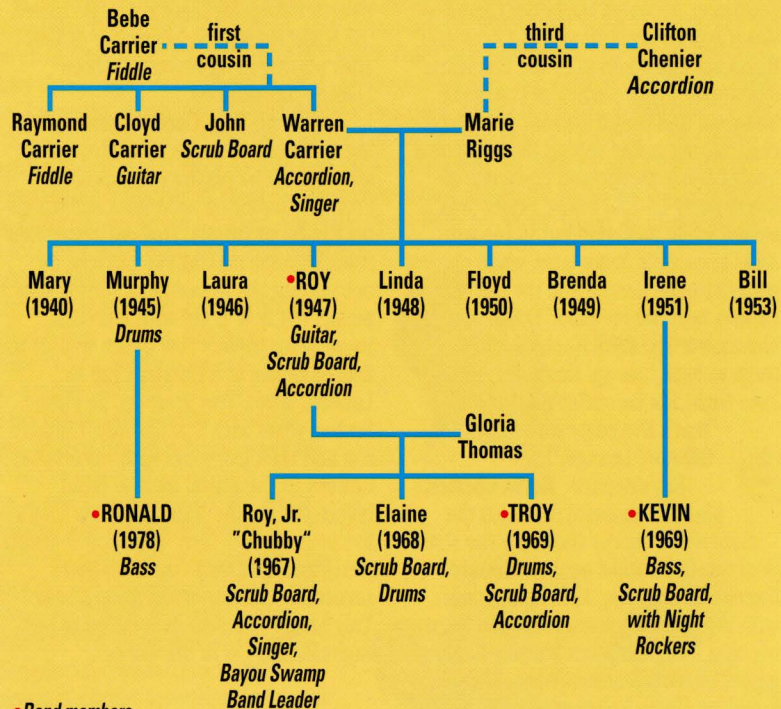 Bebe
Carrier
Fiddle
first
cousin
third
cousin
Clifton
Chenier
Accordion
Raymond
Carrier
Fiddle
Cloyd
Carrier
Guitar
John
Scrub Board
Warren
Carrier
Accordion,
Singer
Marie
Riggs
Mary
(1940)
Murphy
(1945)
Drums
Laura
(1946)
•ROY
(1947)
Guitar,
Scrub Board,
Accordion
Linda
(1948)
Floyd
(1950)
Brenda
(1949)
Irene
(1951)
Bill
(1953)
Gloria
Thomas
•RONALD
(1978)
Bass
Roy, Jr.
"Chubby"
(1967)
Scrub Board,
Accordion,
Singer,
Bayou Swamp
Band Leader
Elaine
(1968)
Scrub Board,
Drums
•TROY
(1969)
Drums,
Scrub Board,
Accordion
•KEVIN
(1969)
Bass,
Scrub Board,
with Night
Rockers
•Band members